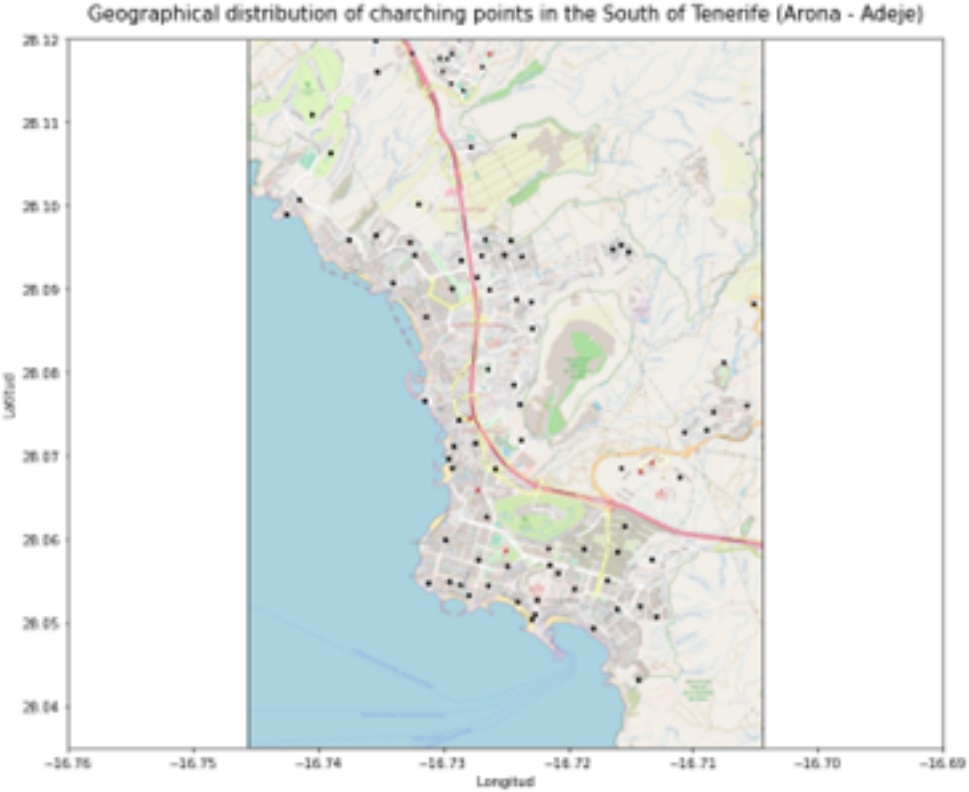 Geographical distribution of charching points in the South of Tenerife (Arona - Adeje)
28.12
28.11
28.10
28.09
28.08
28.07
28.06
28.05
28.04
Latitud
−16.76 −16.75 −16.74 −16.73 −16.72 −16.71 −16.70 −16.69
Longitud